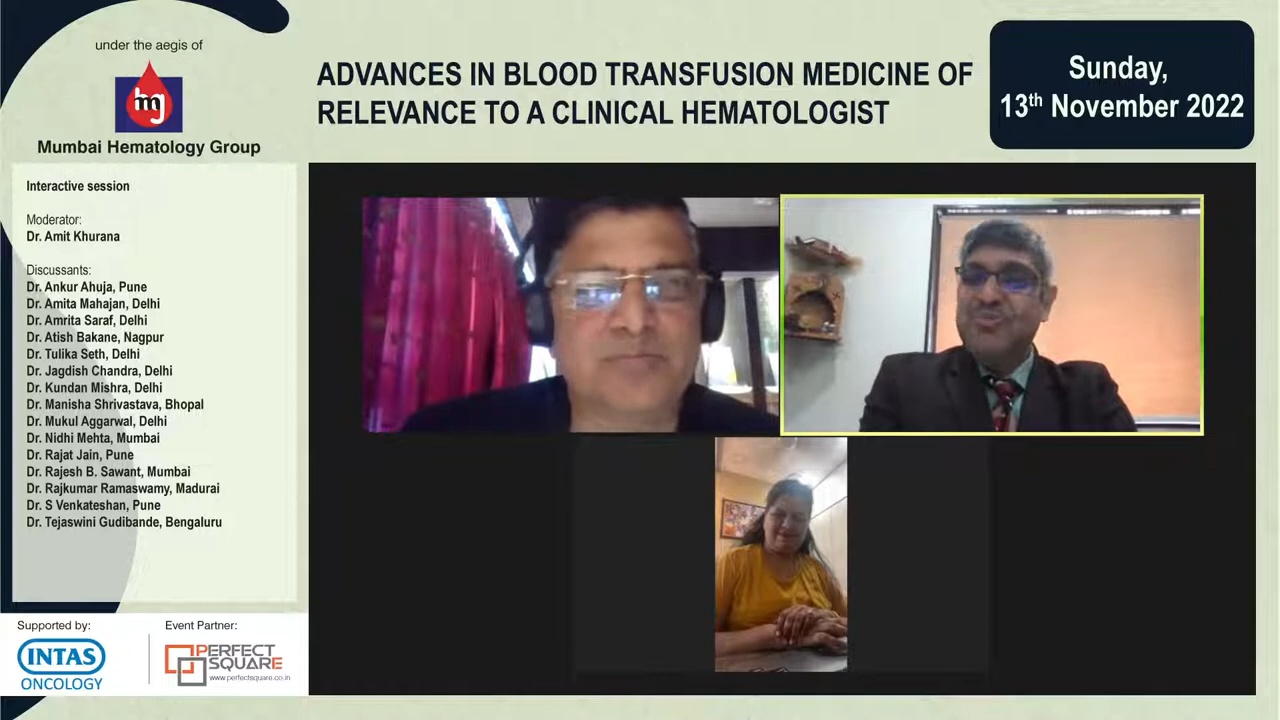 under the aegis of
hg
Mumbai Hematology Group
ADVANCES IN BLOOD TRANSFUSION MEDICINE OF
RELEVANCE TO A CLINICAL HEMATOLOGIST
Sunday,
13th November 2022
Interactive session
Moderator:
Dr. Amit Khurana
Discussants:
Dr. Ankur Ahuja, Pune
Dr. Amita Mahajan, Delhi
Dr. Amrita Saraf, Delhi
Dr. Atish Bakane, Nagpur
Dr. Tulika Seth, Delhi
Dr. Jagdish Chandra, Delhi
Dr. Kundan Mishra, Delhi
Dr. Manisha Shrivastava, Bhopal
Dr. Mukul Aggarwal, Delhi
Dr. Nidhi Mehta, Mumbai
Dr. Rajat Jain, Pune
Dr. Rajesh B. Sawant, Mumbai
Dr. Rajkumar Ramaswamy, Madurai
Dr. S Venkateshan, Pune
Dr. Tejaswini Gudibande, Bengaluru
Supported by:
INTAS
ONCOLOGY
Event Partner:
PERFECT
SQUARE
www.perfectsquare.co.in